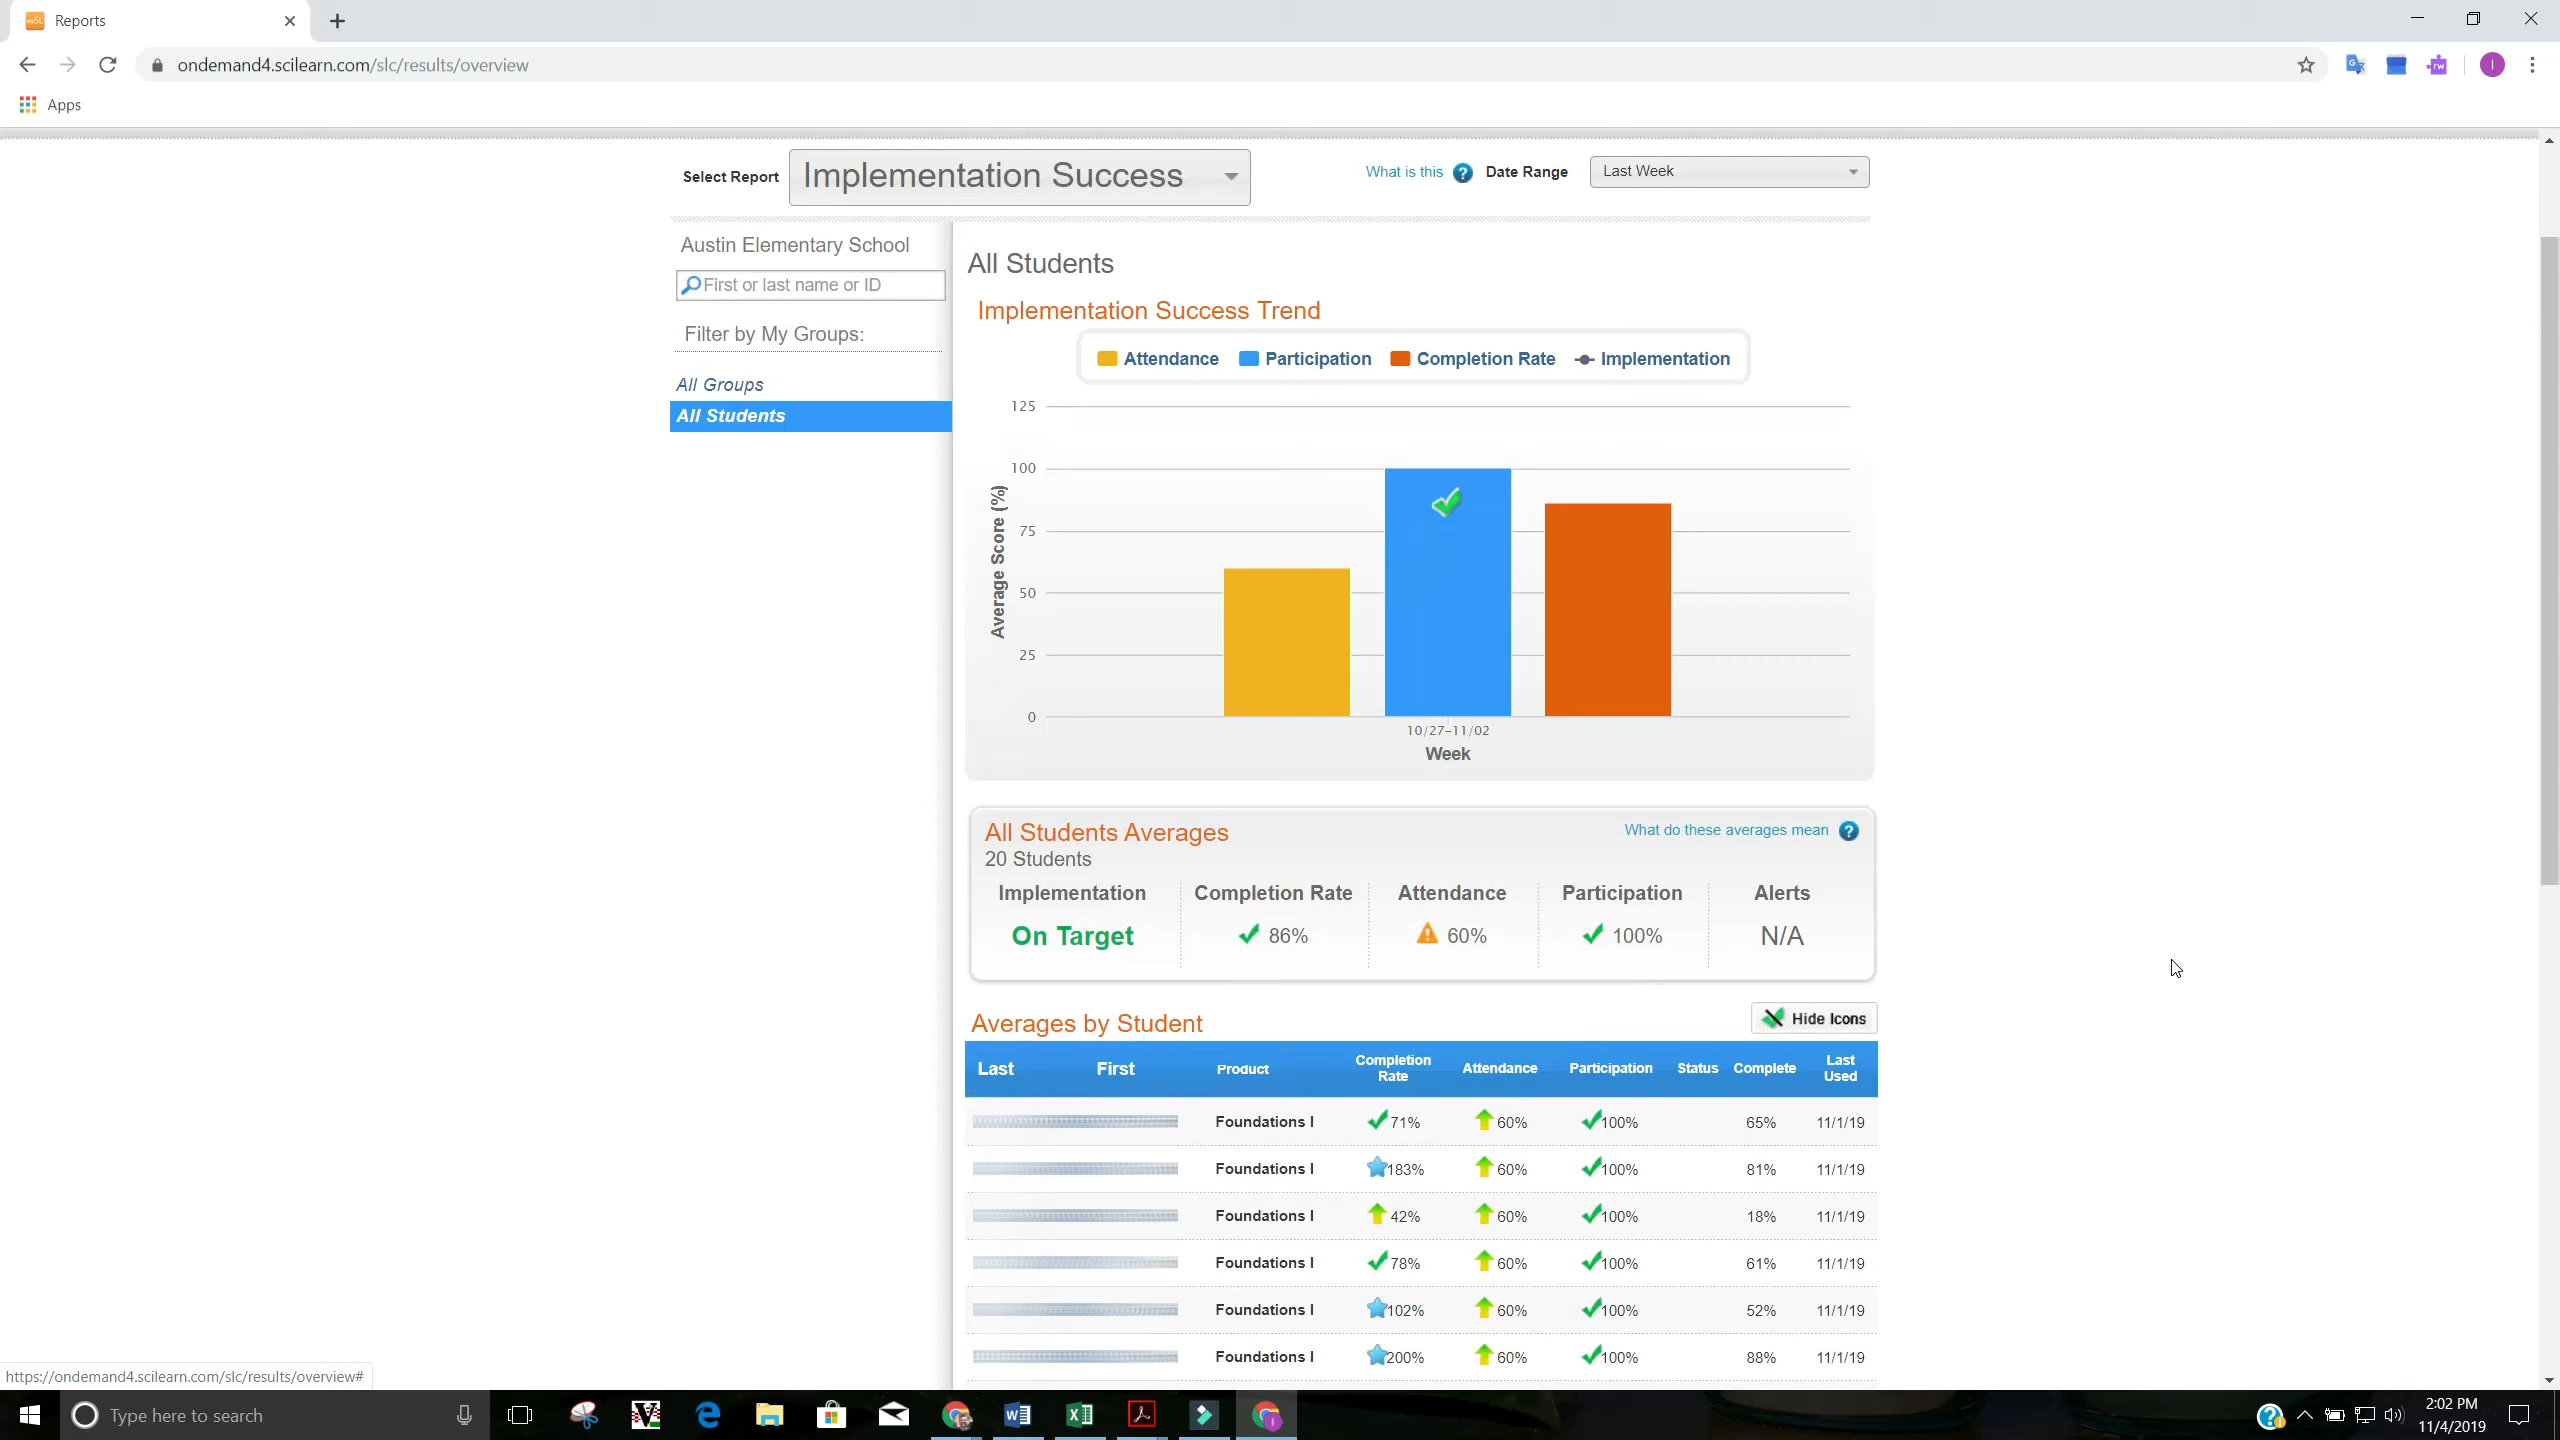 Reports
ondemand4.scilearn.com/slc/results/overview
Apps
Select Report
Implementation Success
What is this
Date Range
Last Week
Austin Elementary School
First or last name or ID
Filter by My Groups:
All Groups
All Students
All Students
Implementation Success Trend
Attendance Participation Completion Rate Implementation
125
100
75
50
25
0
Average Score (%)
10/27-11/02
Week
All Students Averages
What do these averages mean
20 Students
Implementation Completion Rate Attendance Participation Alerts
On Target 86% 60% 100% N/A
Averages by Student
Hide Icons
Last First Product Completion Rate Attendance Participation Status Complete Last Used
Foundations I 71% 60% 100% 65% 11/1/19
Foundations I 183% 60% 100% 81% 11/1/19
Foundations I 42% 60% 100% 18% 11/1/19
Foundations I 78% 60% 100% 61% 11/1/19
Foundations I 102% 60% 100% 52% 11/1/19
Foundations I 200% 60% 100% 88% 11/1/19
https://ondemand4.scilearn.com/slc/results/overview#
Type here to search
2:02 PM
11/4/2019